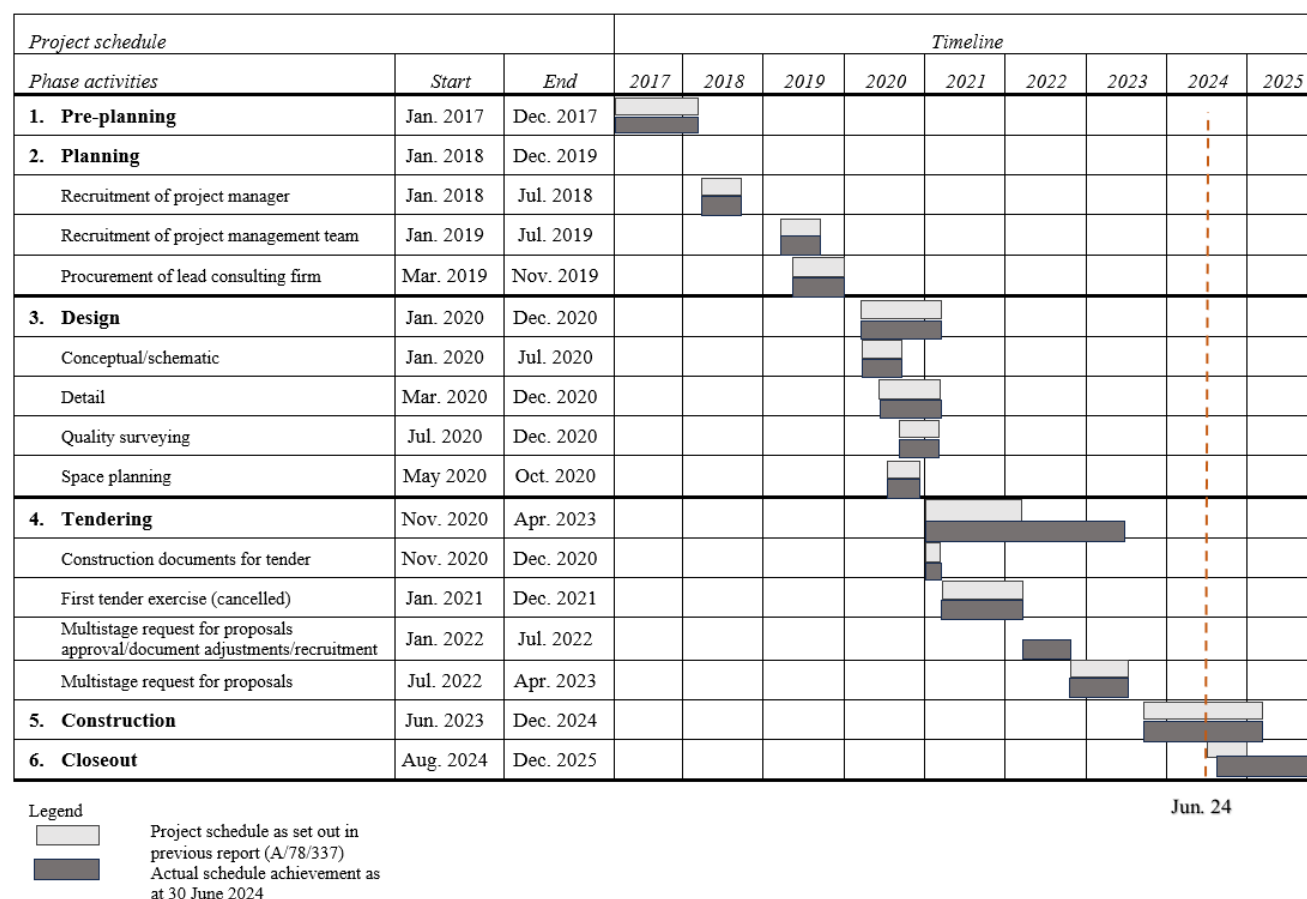 Project schedule Timeline
Phase activities Start End 2017 2018 2019 2020 2021 2022 2023 2024 2025
1. Pre-planning Jan. 2017 Dec. 2017
2. Planning Jan. 2018 Dec. 2019
Recruitment of project manager Jan. 2018 Jul. 2018
Recruitment of project management team Jan. 2019 Jul. 2019
Procurement of lead consulting firm Mar. 2019 Nov. 2019
3. Design Jan. 2020 Dec. 2020
Conceptual/schematic Jan. 2020 Jul. 2020
Detail Mar. 2020 Dec. 2020
Quality surveying Jul. 2020 Dec. 2020
Space planning May 2020 Oct. 2020
4. Tendering Nov. 2020 Apr. 2023
Construction documents for tender Nov. 2020 Dec. 2020
First tender exercise (cancelled) Jan. 2021 Dec. 2021
Multistage request for proposals
approval/document adjustments/recruitment Jan. 2022 Jul. 2022
Multistage request for proposals Jul. 2022 Apr. 2023
5. Construction Jun. 2023 Dec. 2024
6. Closeout Aug. 2024 Dec. 2025
Jun. 24
Legend
Project schedule as set out in
previous report (A/78/337)
Actual schedule achievement as
at 30 June 2024